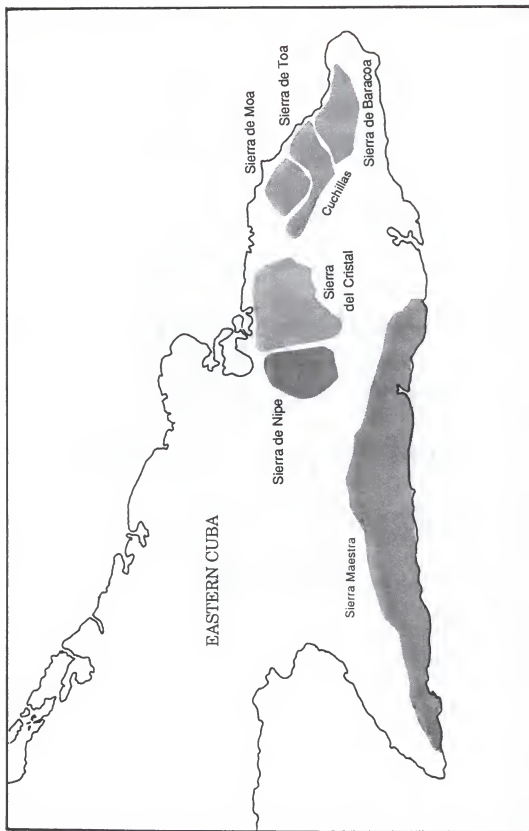 EASTERN CUBA
Sierra de Nipe
Sierra
del Cristal
Sierra de Moa
Sierra de Toa
Cuchillas
Sierra de Baracoa
Sierra Maestra